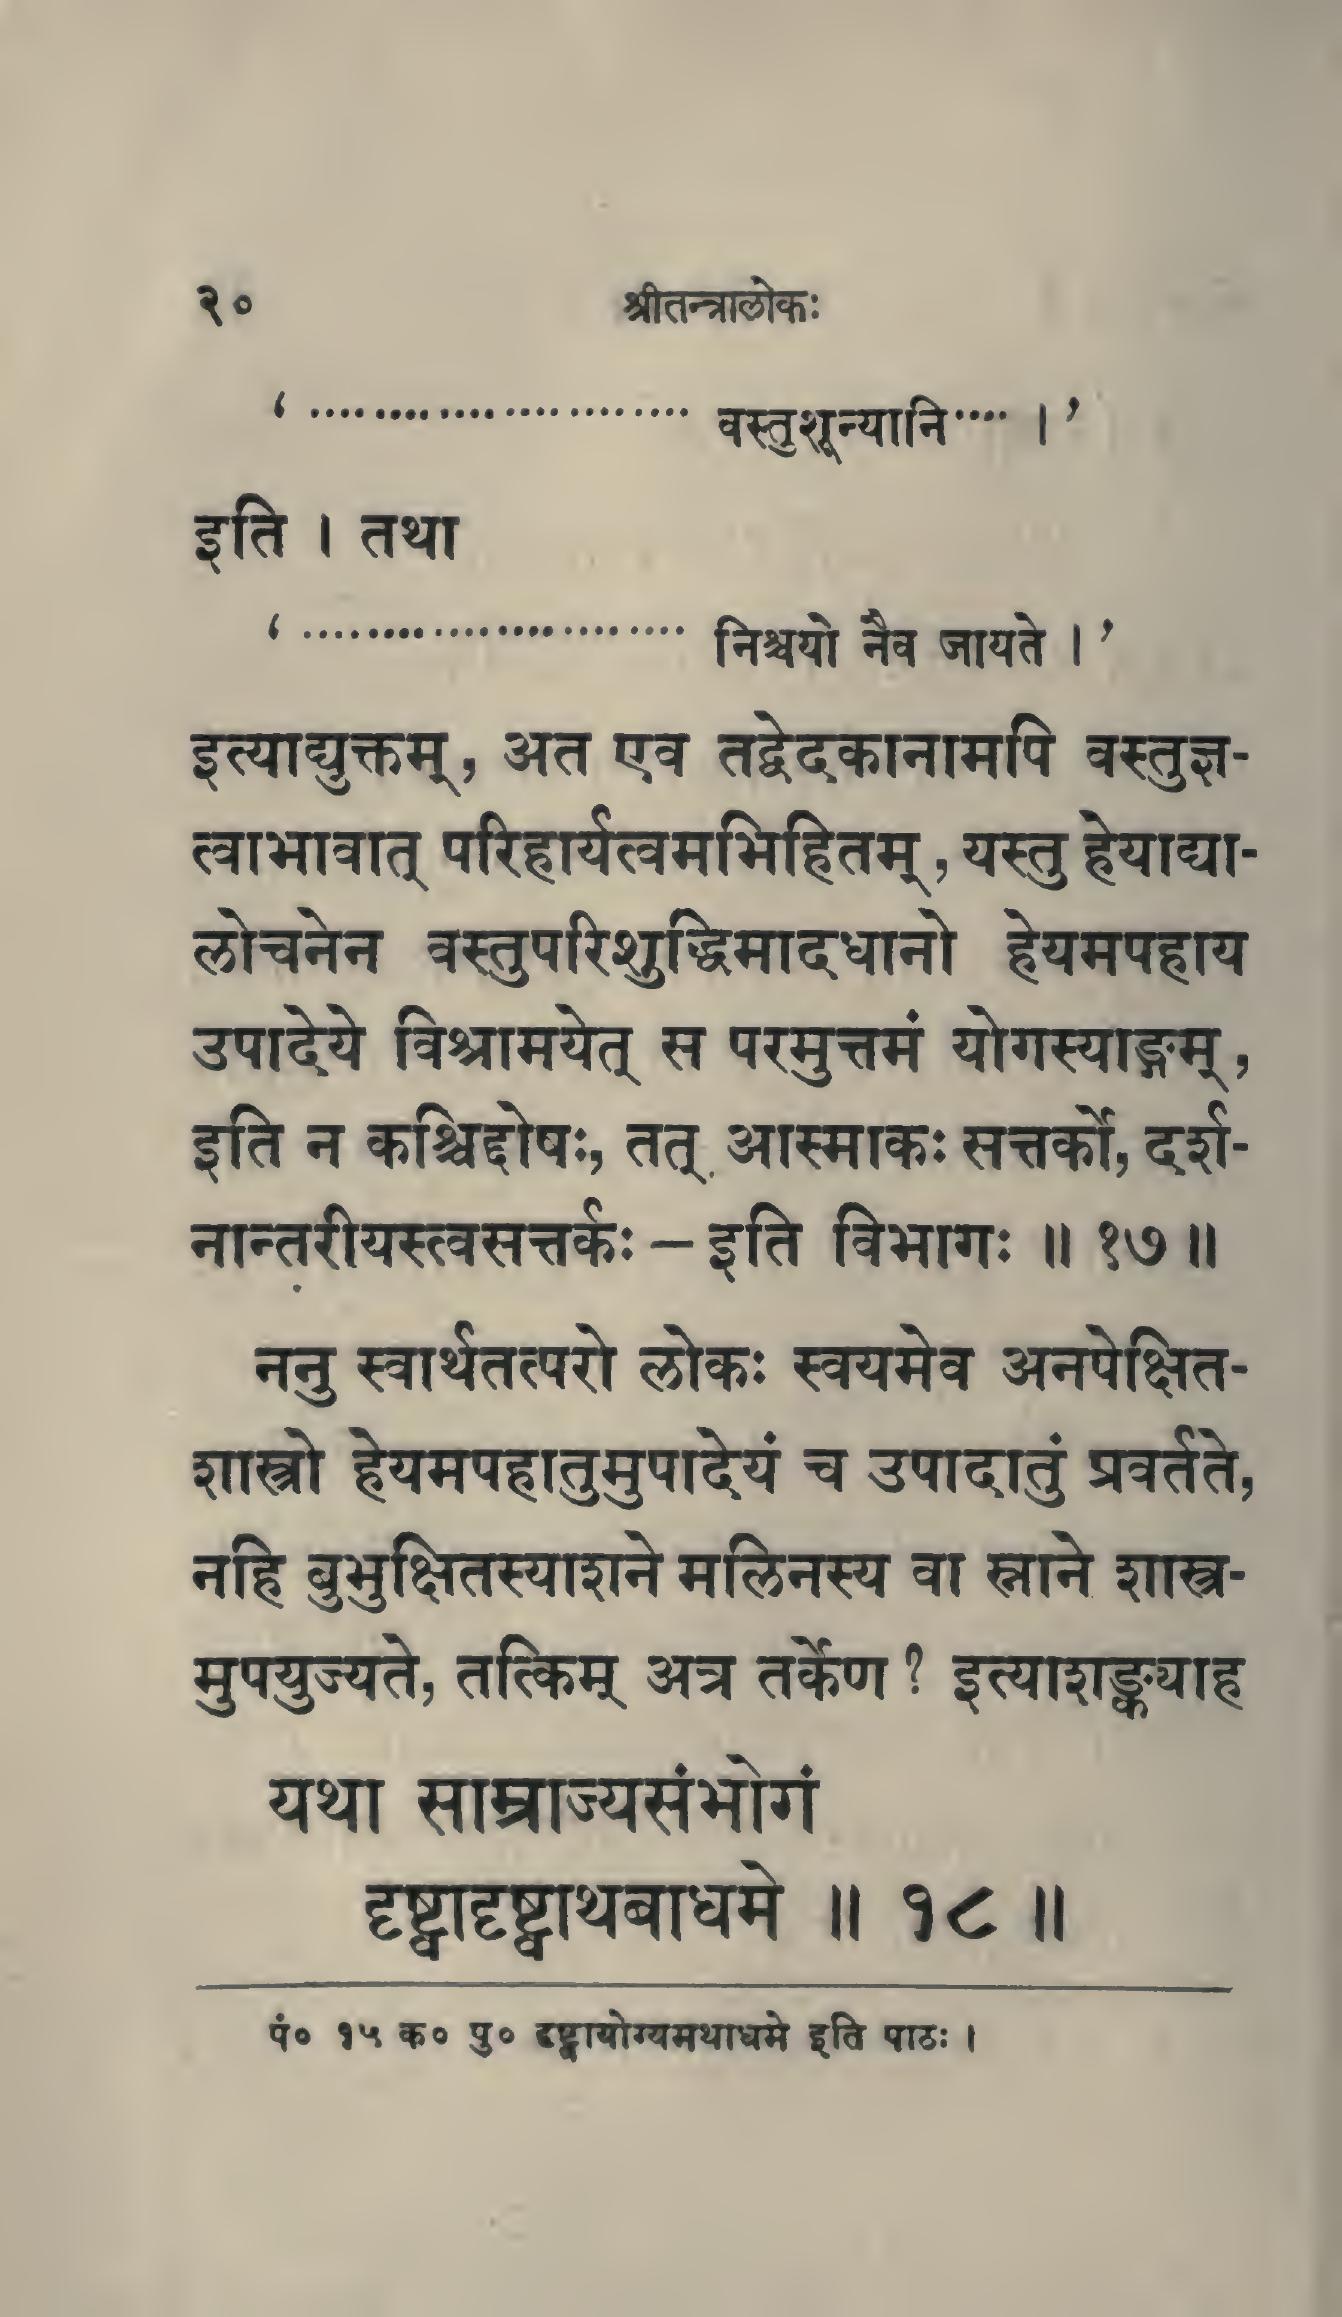 २० श्रीतन्त्रालोकः
‘ ........................ वस्तुशून्यानि .... ।’
इति । तथा
‘ ........................ निश्चयो नैव जायते ।’
इत्याद्युक्तम्, अत एव तद्वेदकानामपि वस्तुज्ञ-
त्वाभावात् परिहार्यत्वमभिहितम्, यस्तु हेयाद्या-
लोचनेन वस्तुपरिशुद्धिमादधानो हेयमपहाय
उपादेये विश्रामयेत् स परमुत्तमं योगस्याङ्गम्,
इति न कश्चिद्दोषः, तत् आस्माकः सत्तर्को, दर्श-
नान्तरीयस्त्वसत्तर्कः – इति विभागः ॥ १७ ॥
ननु स्वार्थतत्परो लोकः स्वयमेव अनपेक्षित-
शास्त्रो हेयमपहातुमुपादेयं च उपादातुं प्रवर्तते,
नहि बुभुक्षितस्याशने मलिनस्य वा स्नाने शास्त्र-
मुपयुज्यते, तत्किम् अत्र तर्केण ? इत्याशङ्क्याह
यथा साम्राज्यसंभोगं
दृष्ट्वादृष्ट्वाथबाधमे ॥ १८ ॥
पं० १५ क० पु० दृष्ट्वायोग्यमथाधमे इति पाठः ।